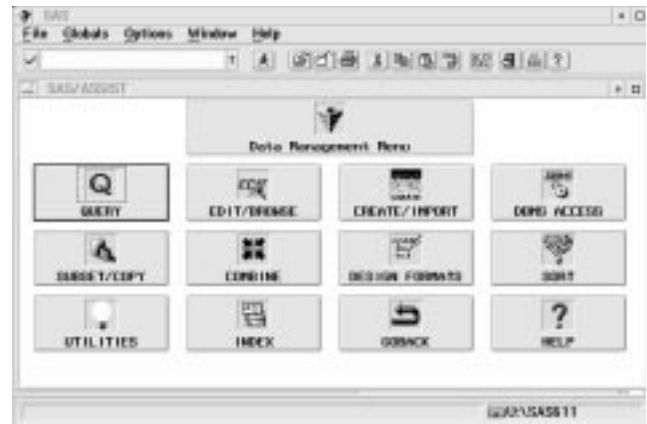 SAS
File Globals Options Window Help
SAS/ASSIST
Data Management Menu
QUERY EDIT/BROWSE CREATE/IMPORT DBMS ACCESS
SUBSET/COPY COMBINE DESIGN FORMATS SORT
UTILITIES INDEX GOBACK HELP
U:\SAS611